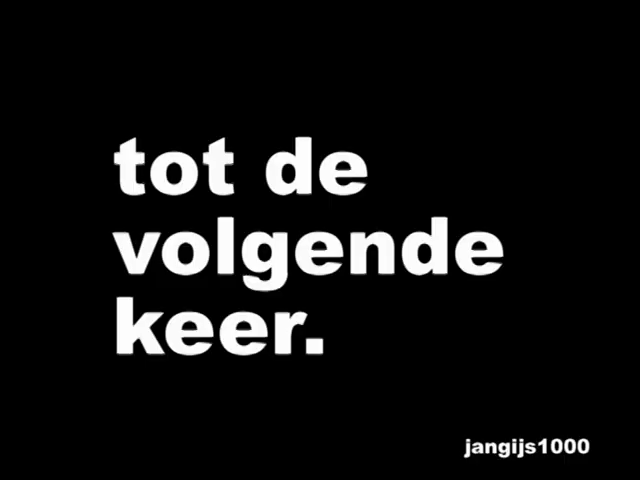 tot de
volgende
keer.
jangijs1000